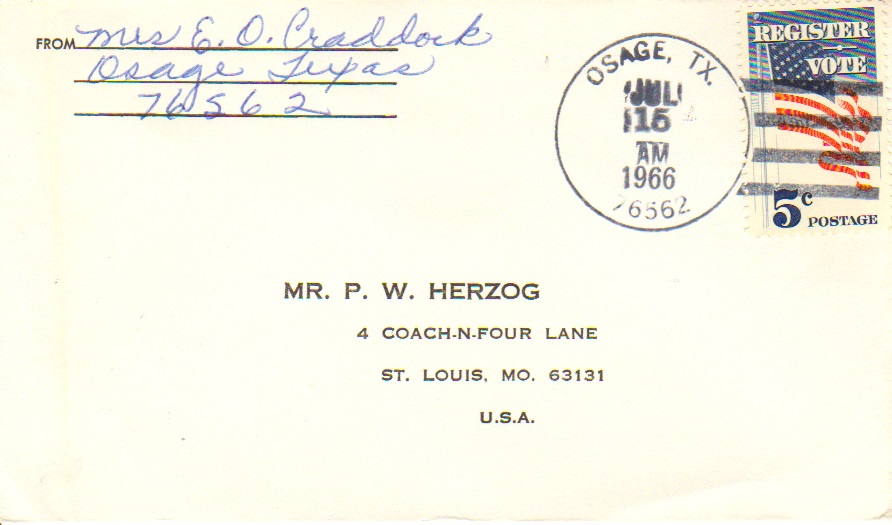 FROM Mrs E. O. Craddock
Osage Texas
76562
OSAGE, TX.
JUL
15
AM
1966
76562
REGISTER
VOTE
5c POSTAGE
MR. P. W. HERZOG
4 COACH-N-FOUR LANE
ST. LOUIS, MO. 63131
U.S.A.